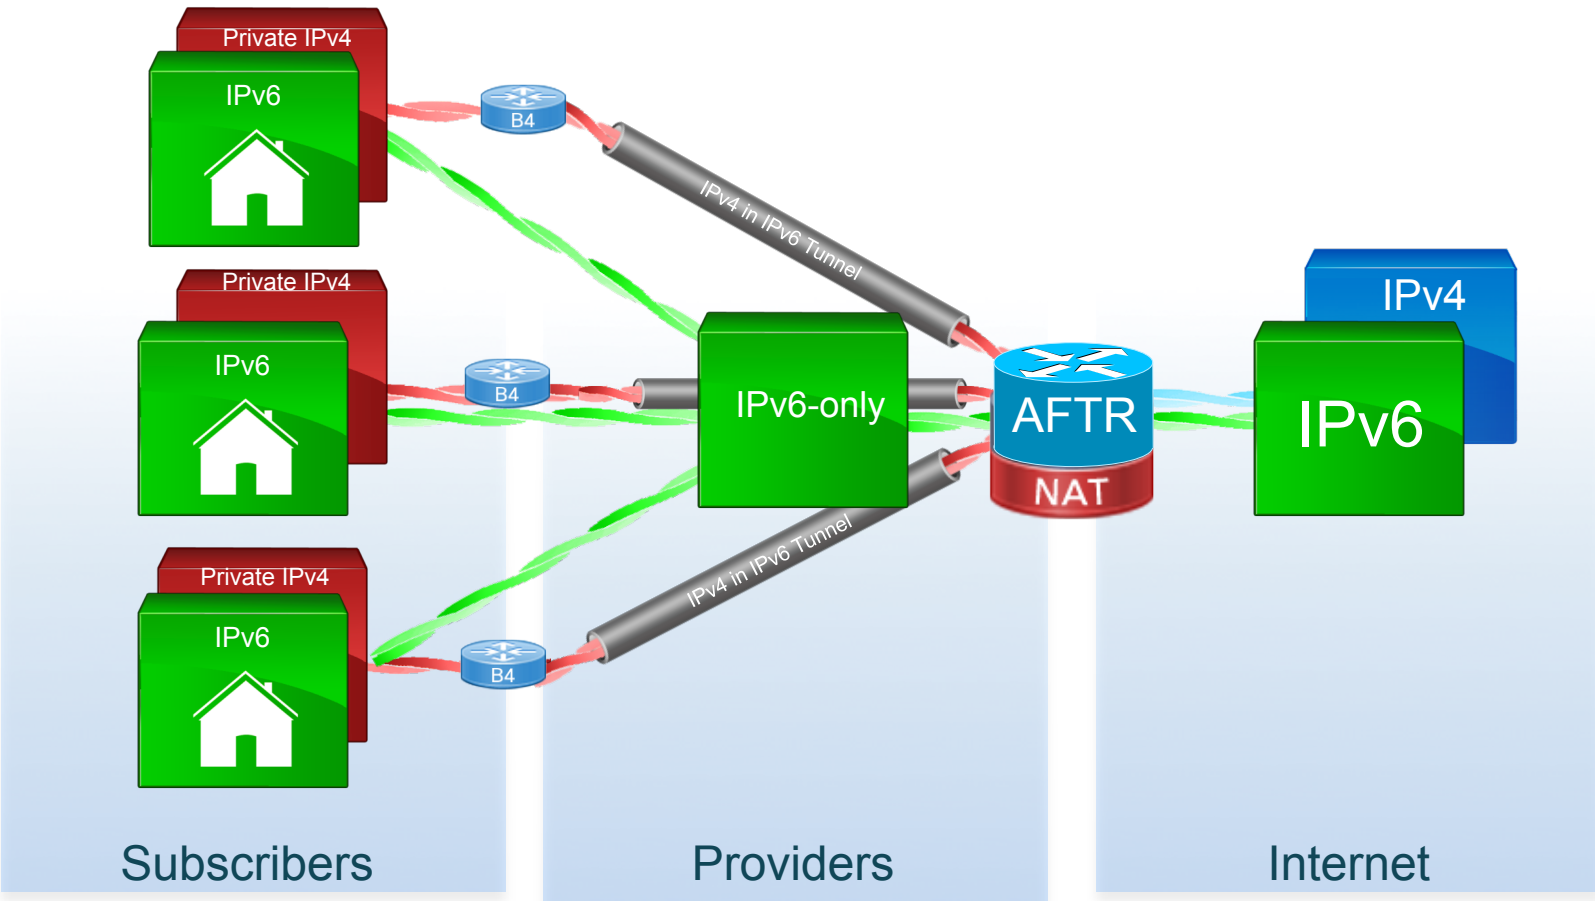 Private IPv4
IPv6
B4
IPv4 in IPv6 Tunnel
Private IPv4
IPv6
B4
IPv6-only
AFTR
NAT
IPv4
IPv6
Private IPv4
IPv6
B4
IPv4 in IPv6 Tunnel
Subscribers
Providers
Internet